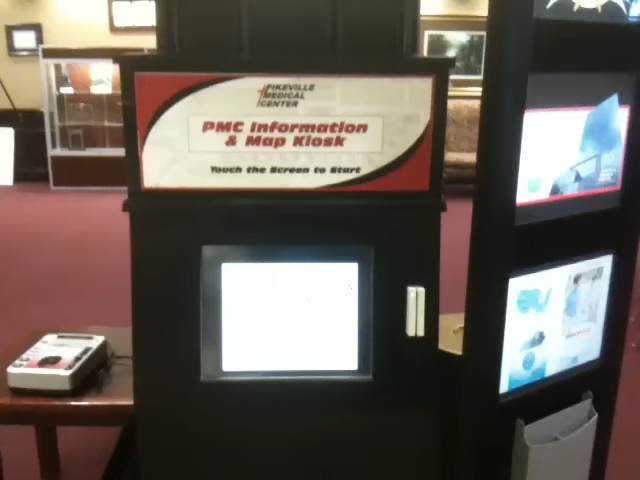 PIKEVILLE
MEDICAL
CENTER
PMC Information
& Map Kiosk
Touch the Screen to Start